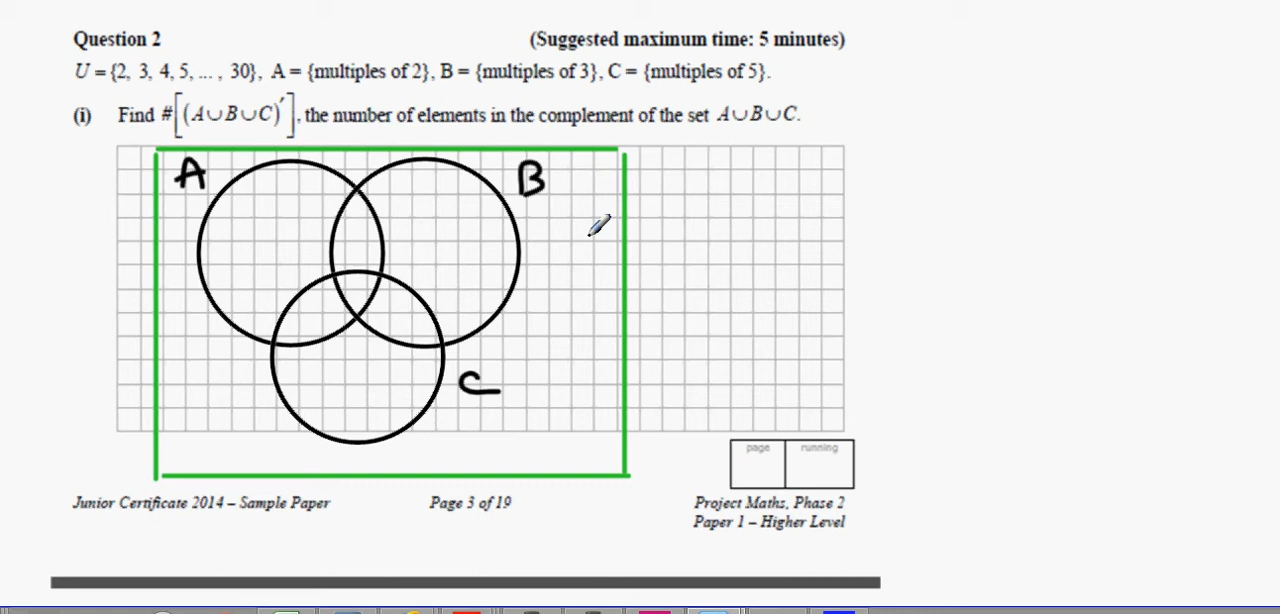 Question 2 (Suggested maximum time: 5 minutes)
U = {2, 3, 4, 5, ... , 30}, A = {multiples of 2}, B = {multiples of 3}, C = {multiples of 5}.
(i) Find #[(A∪B∪C)′], the number of elements in the complement of the set A∪B∪C.
A B
C
page running
Junior Certificate 2014 – Sample Paper Page 3 of 19 Project Maths, Phase 2
Paper 1 – Higher Level